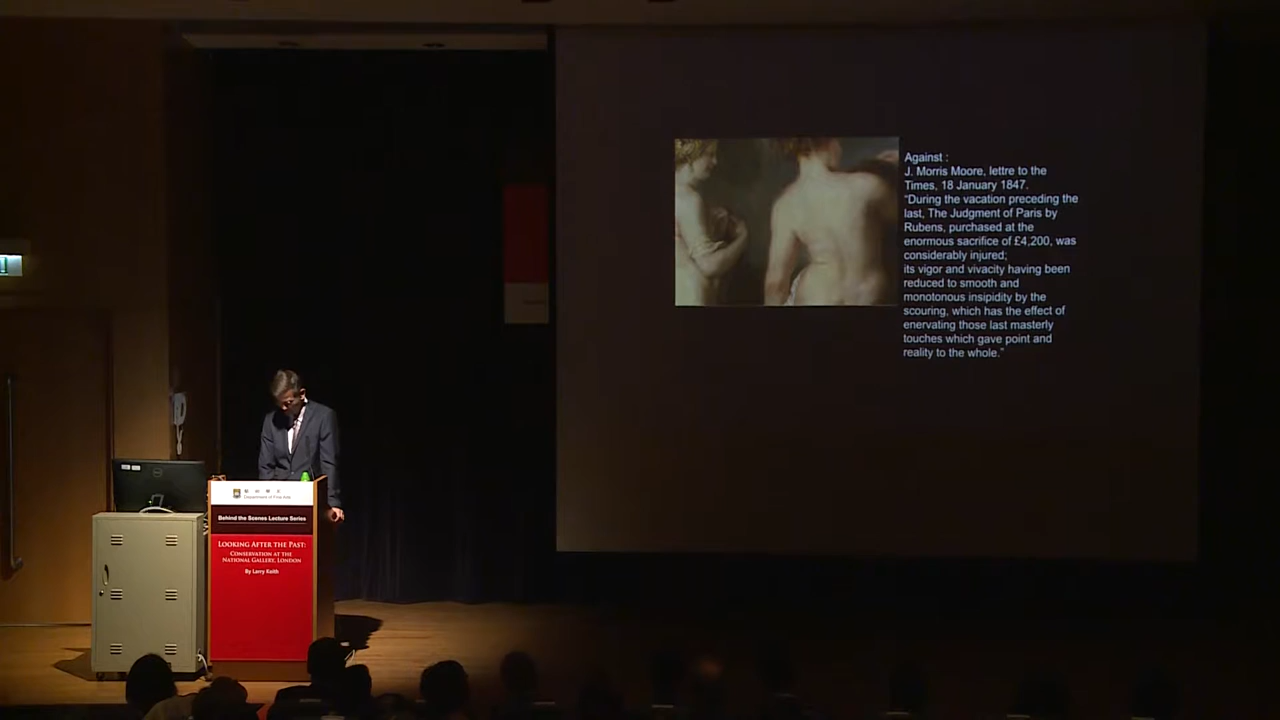 Against :
J. Morris Moore, lettre to the
Times, 18 January 1847.
“During the vacation preceding the
last, The Judgment of Paris by
Rubens, purchased at the
enormous sacrifice of £4,200, was
considerably injured;
its vigor and vivacity having been
reduced to smooth and
monotonous insipidity by the
scouring, which has the effect of
enervating those last masterly
touches which gave point and
reality to the whole.”
Department of Fine Arts
Behind the Scenes Lecture Series
LOOKING AFTER THE PAST:
CONSERVATION AT THE
NATIONAL GALLERY, LONDON
By Larry Keith